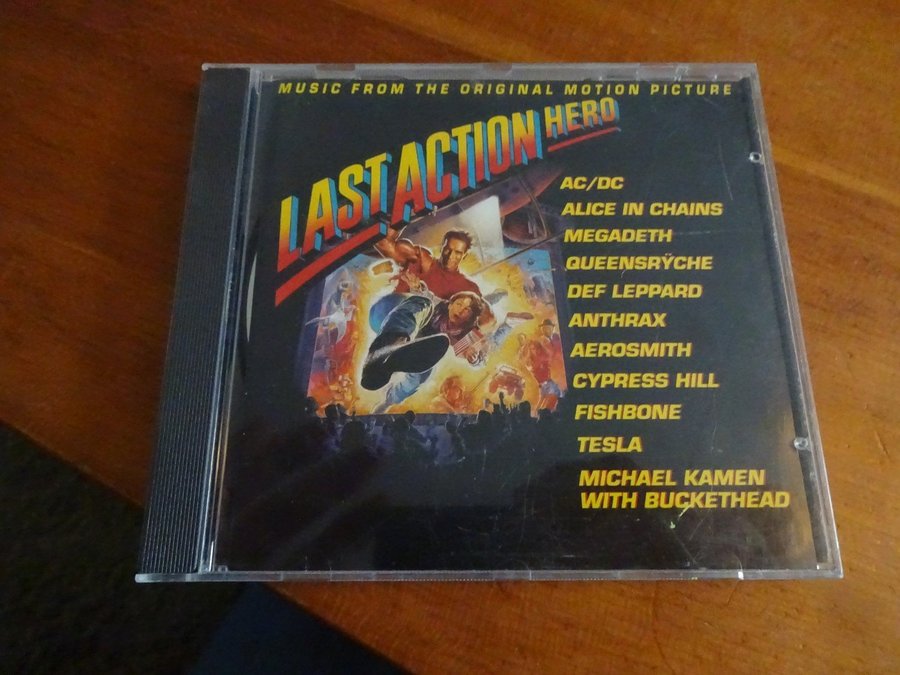 MUSIC FROM THE ORIGINAL MOTION PICTURE
LAST ACTION HERO
AC/DC
ALICE IN CHAINS
MEGADETH
QUEENSRŸCHE
DEF LEPPARD
ANTHRAX
AEROSMITH
CYPRESS HILL
FISHBONE
TESLA
MICHAEL KAMEN
WITH BUCKETHEAD